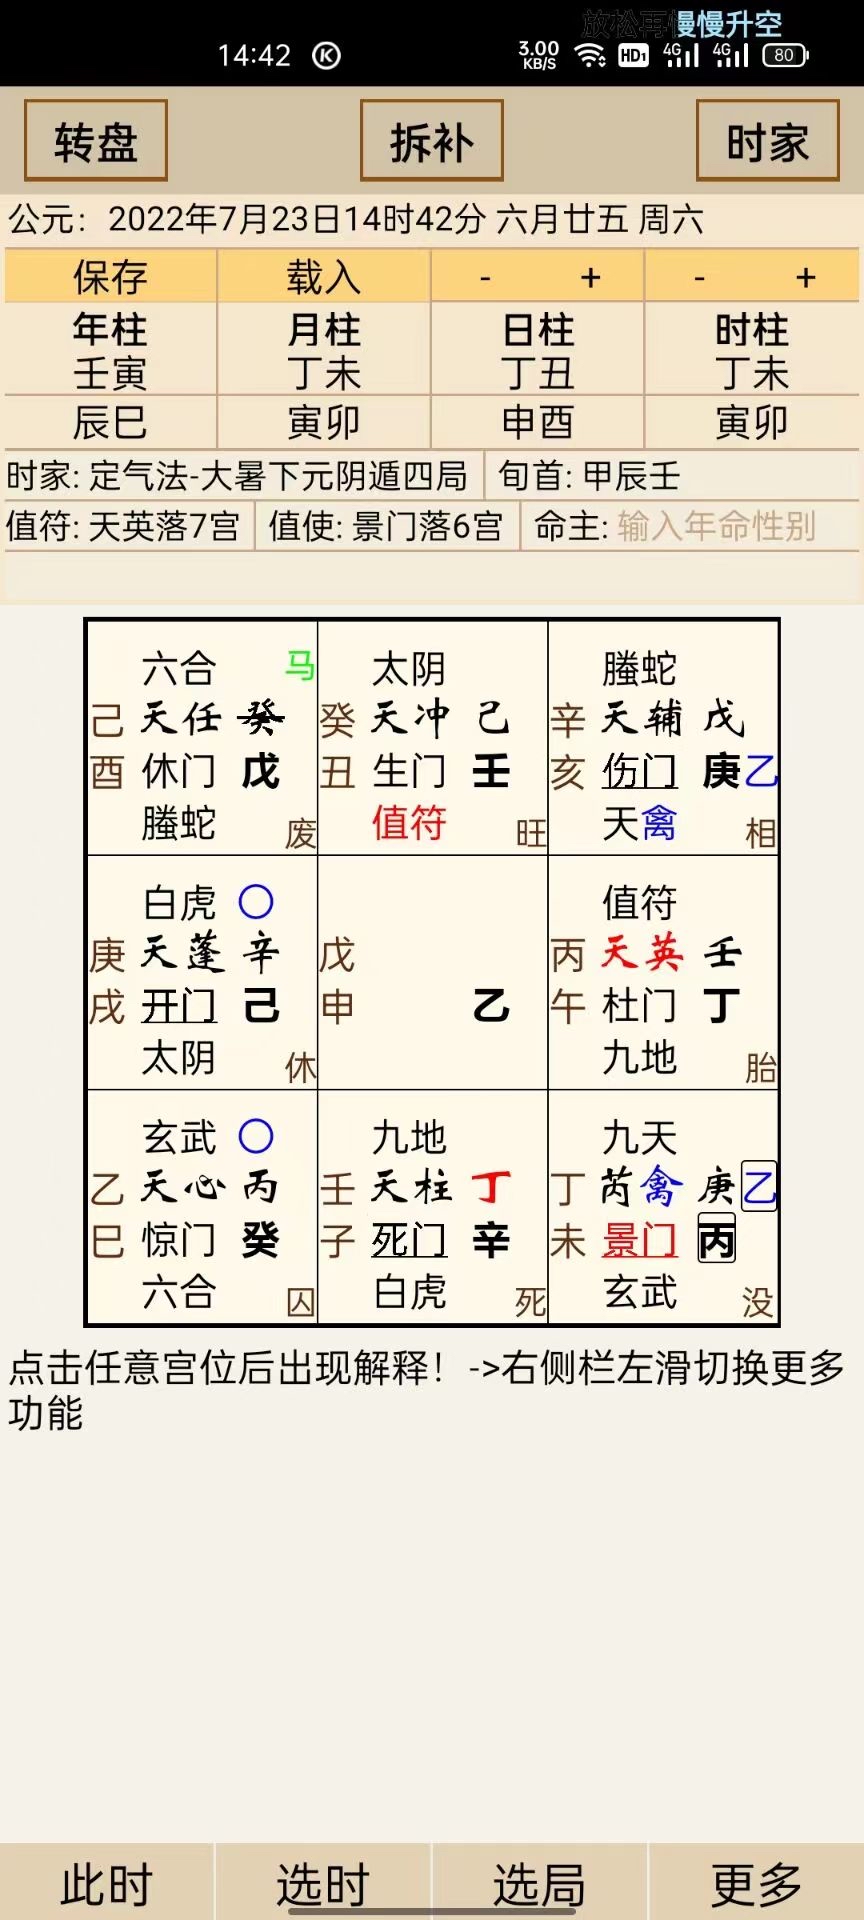 慢慢升空
14:42 K 3.00 KB/S HD1 4G 4G 80
转盘 拆补 时家
公元：2022年7月23日14时42分 六月廿五 周六
保存 载入 - + - +
年柱 月柱 日柱 时柱
壬寅 丁未 丁丑 丁未
辰巳 寅卯 申酉 寅卯
时家: 定气法-大暑下元阴遁四局 旬首: 甲辰壬
值符: 天英落7宫 值使: 景门落6宫 命主: 输入年命性别
六合 马 太阴 螣蛇
己 天任 癸 癸 天冲 己 辛 天辅 戊
酉 休门 戊 丑 生门 壬 亥 伤门 庚乙
螣蛇 废 值符 旺 天禽 相
白虎 〇 值符
庚 天蓬 辛 戊 丙 天英 壬
戌 开门 己 申 乙 午 杜门 丁
太阴 休 九地 胎
玄武 〇 九地 九天
乙 天心 丙 壬 天柱 丁 丁 芮禽 庚乙
巳 惊门 癸 子 死门 辛 未 景门 丙
六合 囚 白虎 死 玄武 没
点击任意宫位后出现解释！->右侧栏左滑切换更多
功能
此时 选时 选局 更多